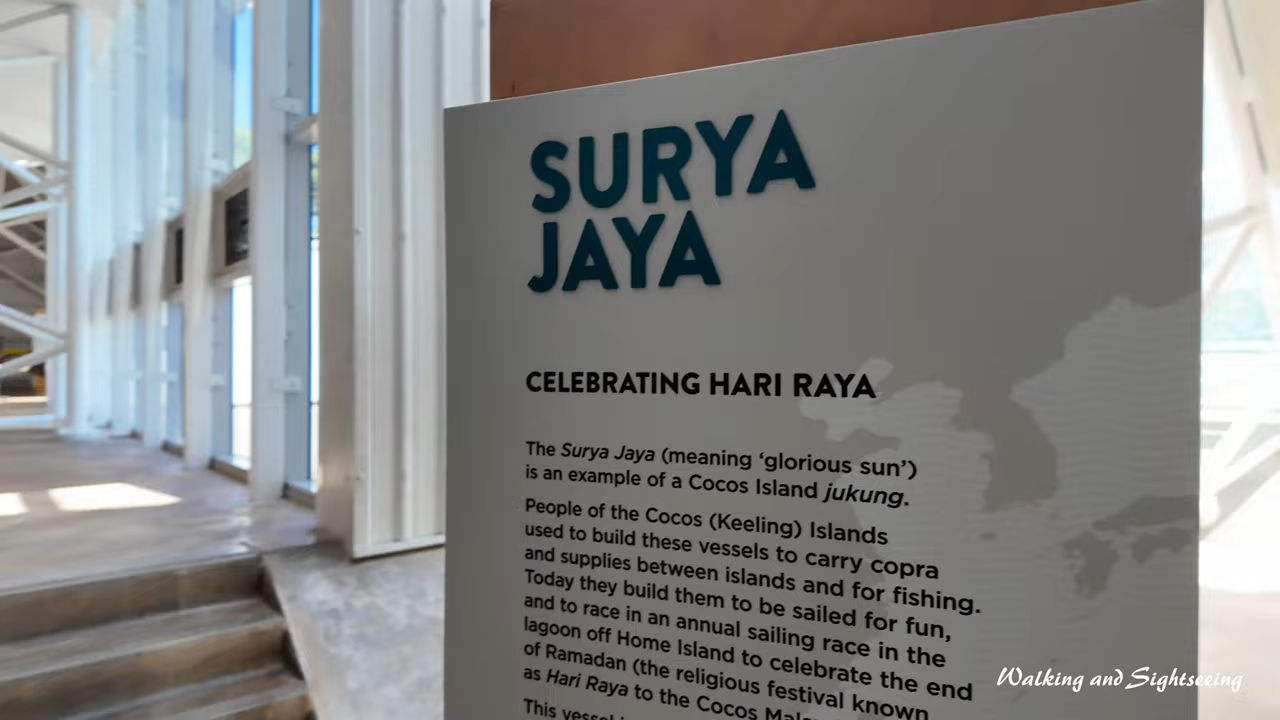 SURYA
JAYA
CELEBRATING HARI RAYA
The Surya Jaya (meaning ‘glorious sun’)
is an example of a Cocos Island jukung.
People of the Cocos (Keeling) Islands
used to build these vessels to carry copra
and supplies between islands and for fishing.
Today they build them to be sailed for fun,
and to race in an annual sailing race in the
lagoon off Home Island to celebrate the end
of Ramadan (the religious festival known
as Hari Raya to the Cocos
This
Walking and Sightseeing